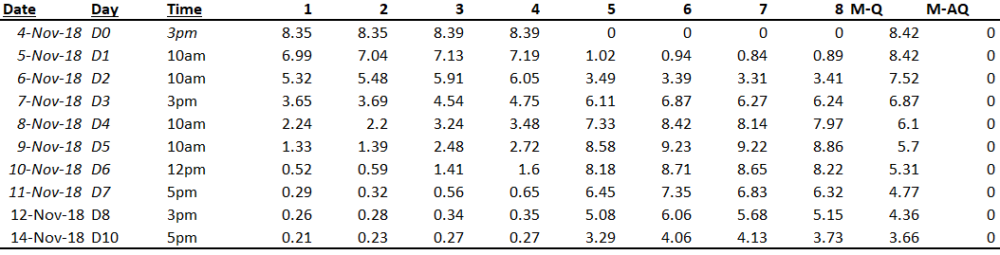 Date Day Time 1 2 3 4 5 6 7 8 M-Q M-AQ
4-Nov-18 D0 3pm 8.35 8.35 8.39 8.39 0 0 0 0 8.42 0
5-Nov-18 D1 10am 6.99 7.04 7.13 7.19 1.02 0.94 0.84 0.89 8.42 0
6-Nov-18 D2 10am 5.32 5.48 5.91 6.05 3.49 3.39 3.31 3.41 7.52 0
7-Nov-18 D3 3pm 3.65 3.69 4.54 4.75 6.11 6.87 6.27 6.24 6.87 0
8-Nov-18 D4 10am 2.24 2.2 3.24 3.48 7.33 8.42 8.14 7.97 6.1 0
9-Nov-18 D5 10am 1.33 1.39 2.48 2.72 8.58 9.23 9.22 8.86 5.7 0
10-Nov-18 D6 12pm 0.52 0.59 1.41 1.6 8.18 8.71 8.65 8.22 5.31 0
11-Nov-18 D7 5pm 0.29 0.32 0.56 0.65 6.45 7.35 6.83 6.32 4.77 0
12-Nov-18 D8 3pm 0.26 0.28 0.34 0.35 5.08 6.06 5.68 5.15 4.36 0
14-Nov-18 D10 5pm 0.21 0.23 0.27 0.27 3.29 4.06 4.13 3.73 3.66 0